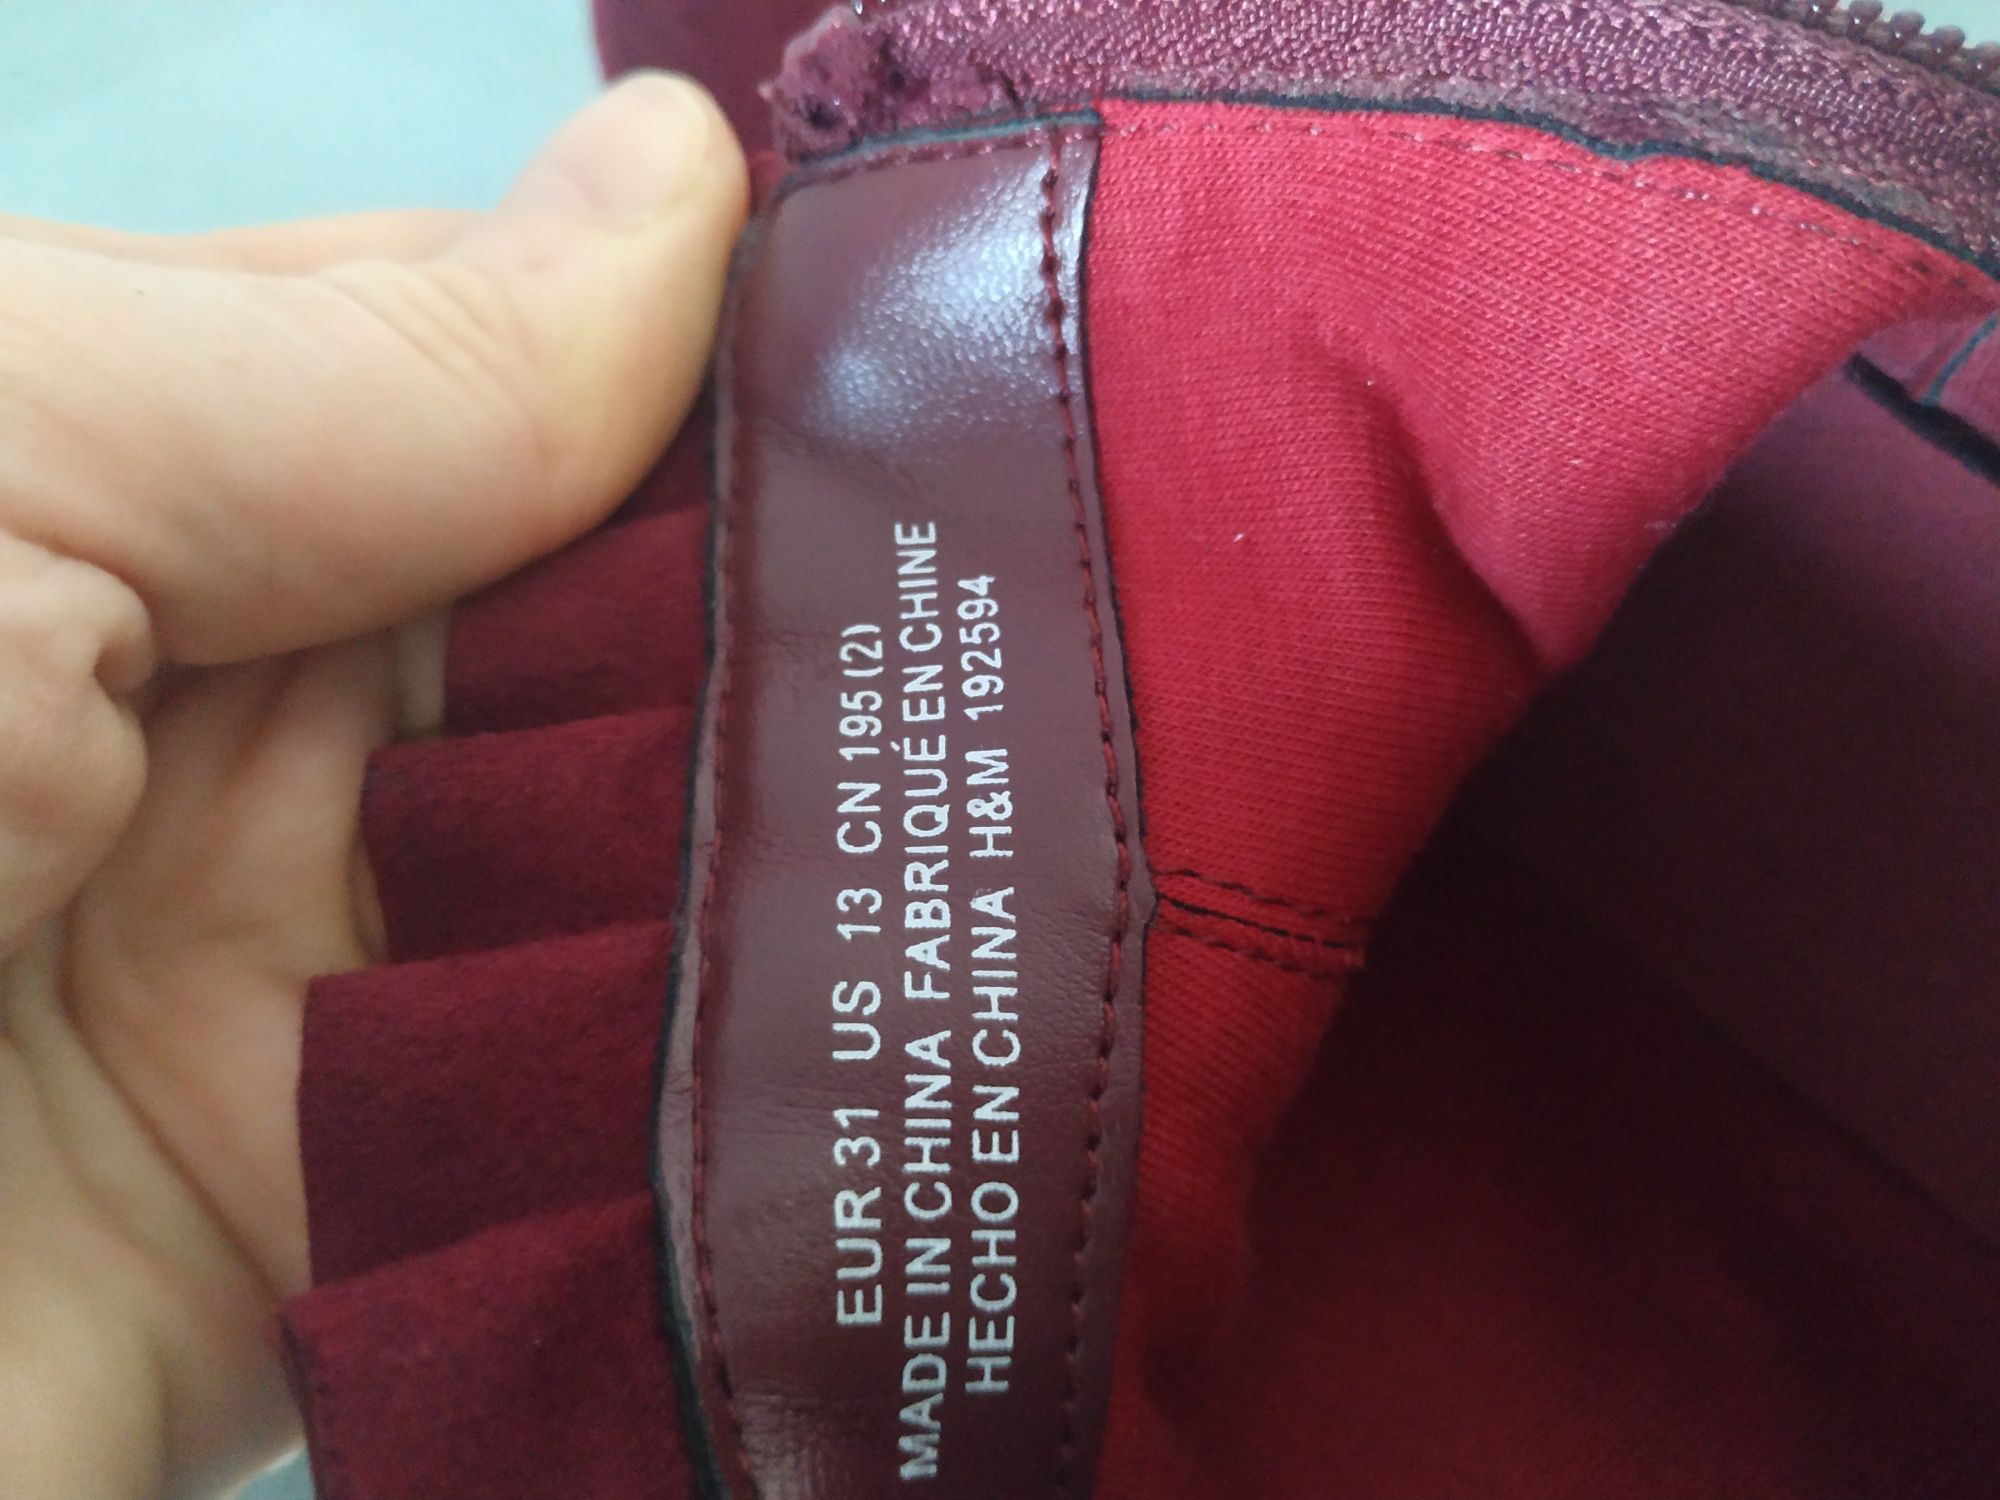 EUR 31 US 13 CN 195(2)
MADE IN CHINA FABRIQUÉ EN CHINE
HECHO EN CHINA H&M 192594